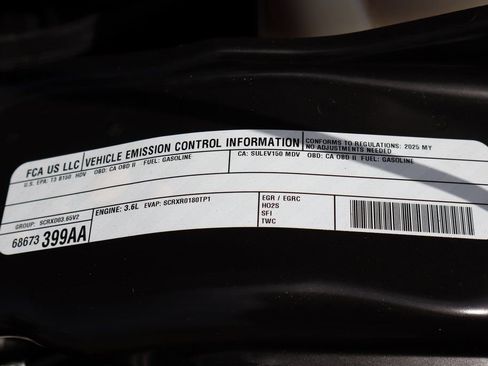 FCA US LLC
VEHICLE EMISSION CONTROL INFORMATION
CONFORMS TO REGULATIONS: 2025 MY
NO ADJUSTMENTS NEEDED
U.S. EPA: T3 B150 HDV OBD: CA OBD II FUEL: GASOLINE
CA: SULEV150 MDV OBD: CA OBD II FUEL: GASOLINE
GROUP: SCRXD03.65V2
ENGINE: 3.6L EVAP: SCRXR0180TP1
EGR / EGRC
HO2S
SFI
TWC
68673 399AA